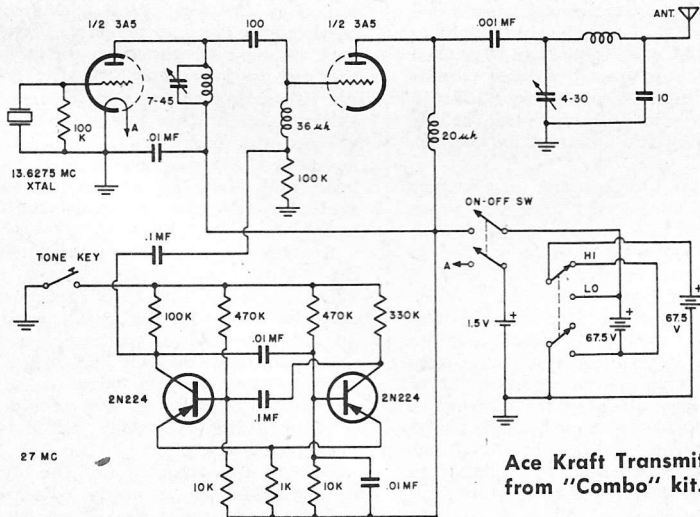 1/2 3A5
100
1/2 3A5
.001 MF
ANT.
7-45
4-30
10
100
K
A
.01 MF
36 μh
20 μh
13.6275 MC
XTAL
100K
ON-OFF SW
.1 MF
A
HI
LO
TONE KEY
1.5 V
67.5 V
67.5
V
100K
470K
470K
330K
.01 MF
2N224
2N224
.1 MF
27 MC
10K
1K
10K
.01 MF
Ace Kraft Transmit
from "Combo" kit.